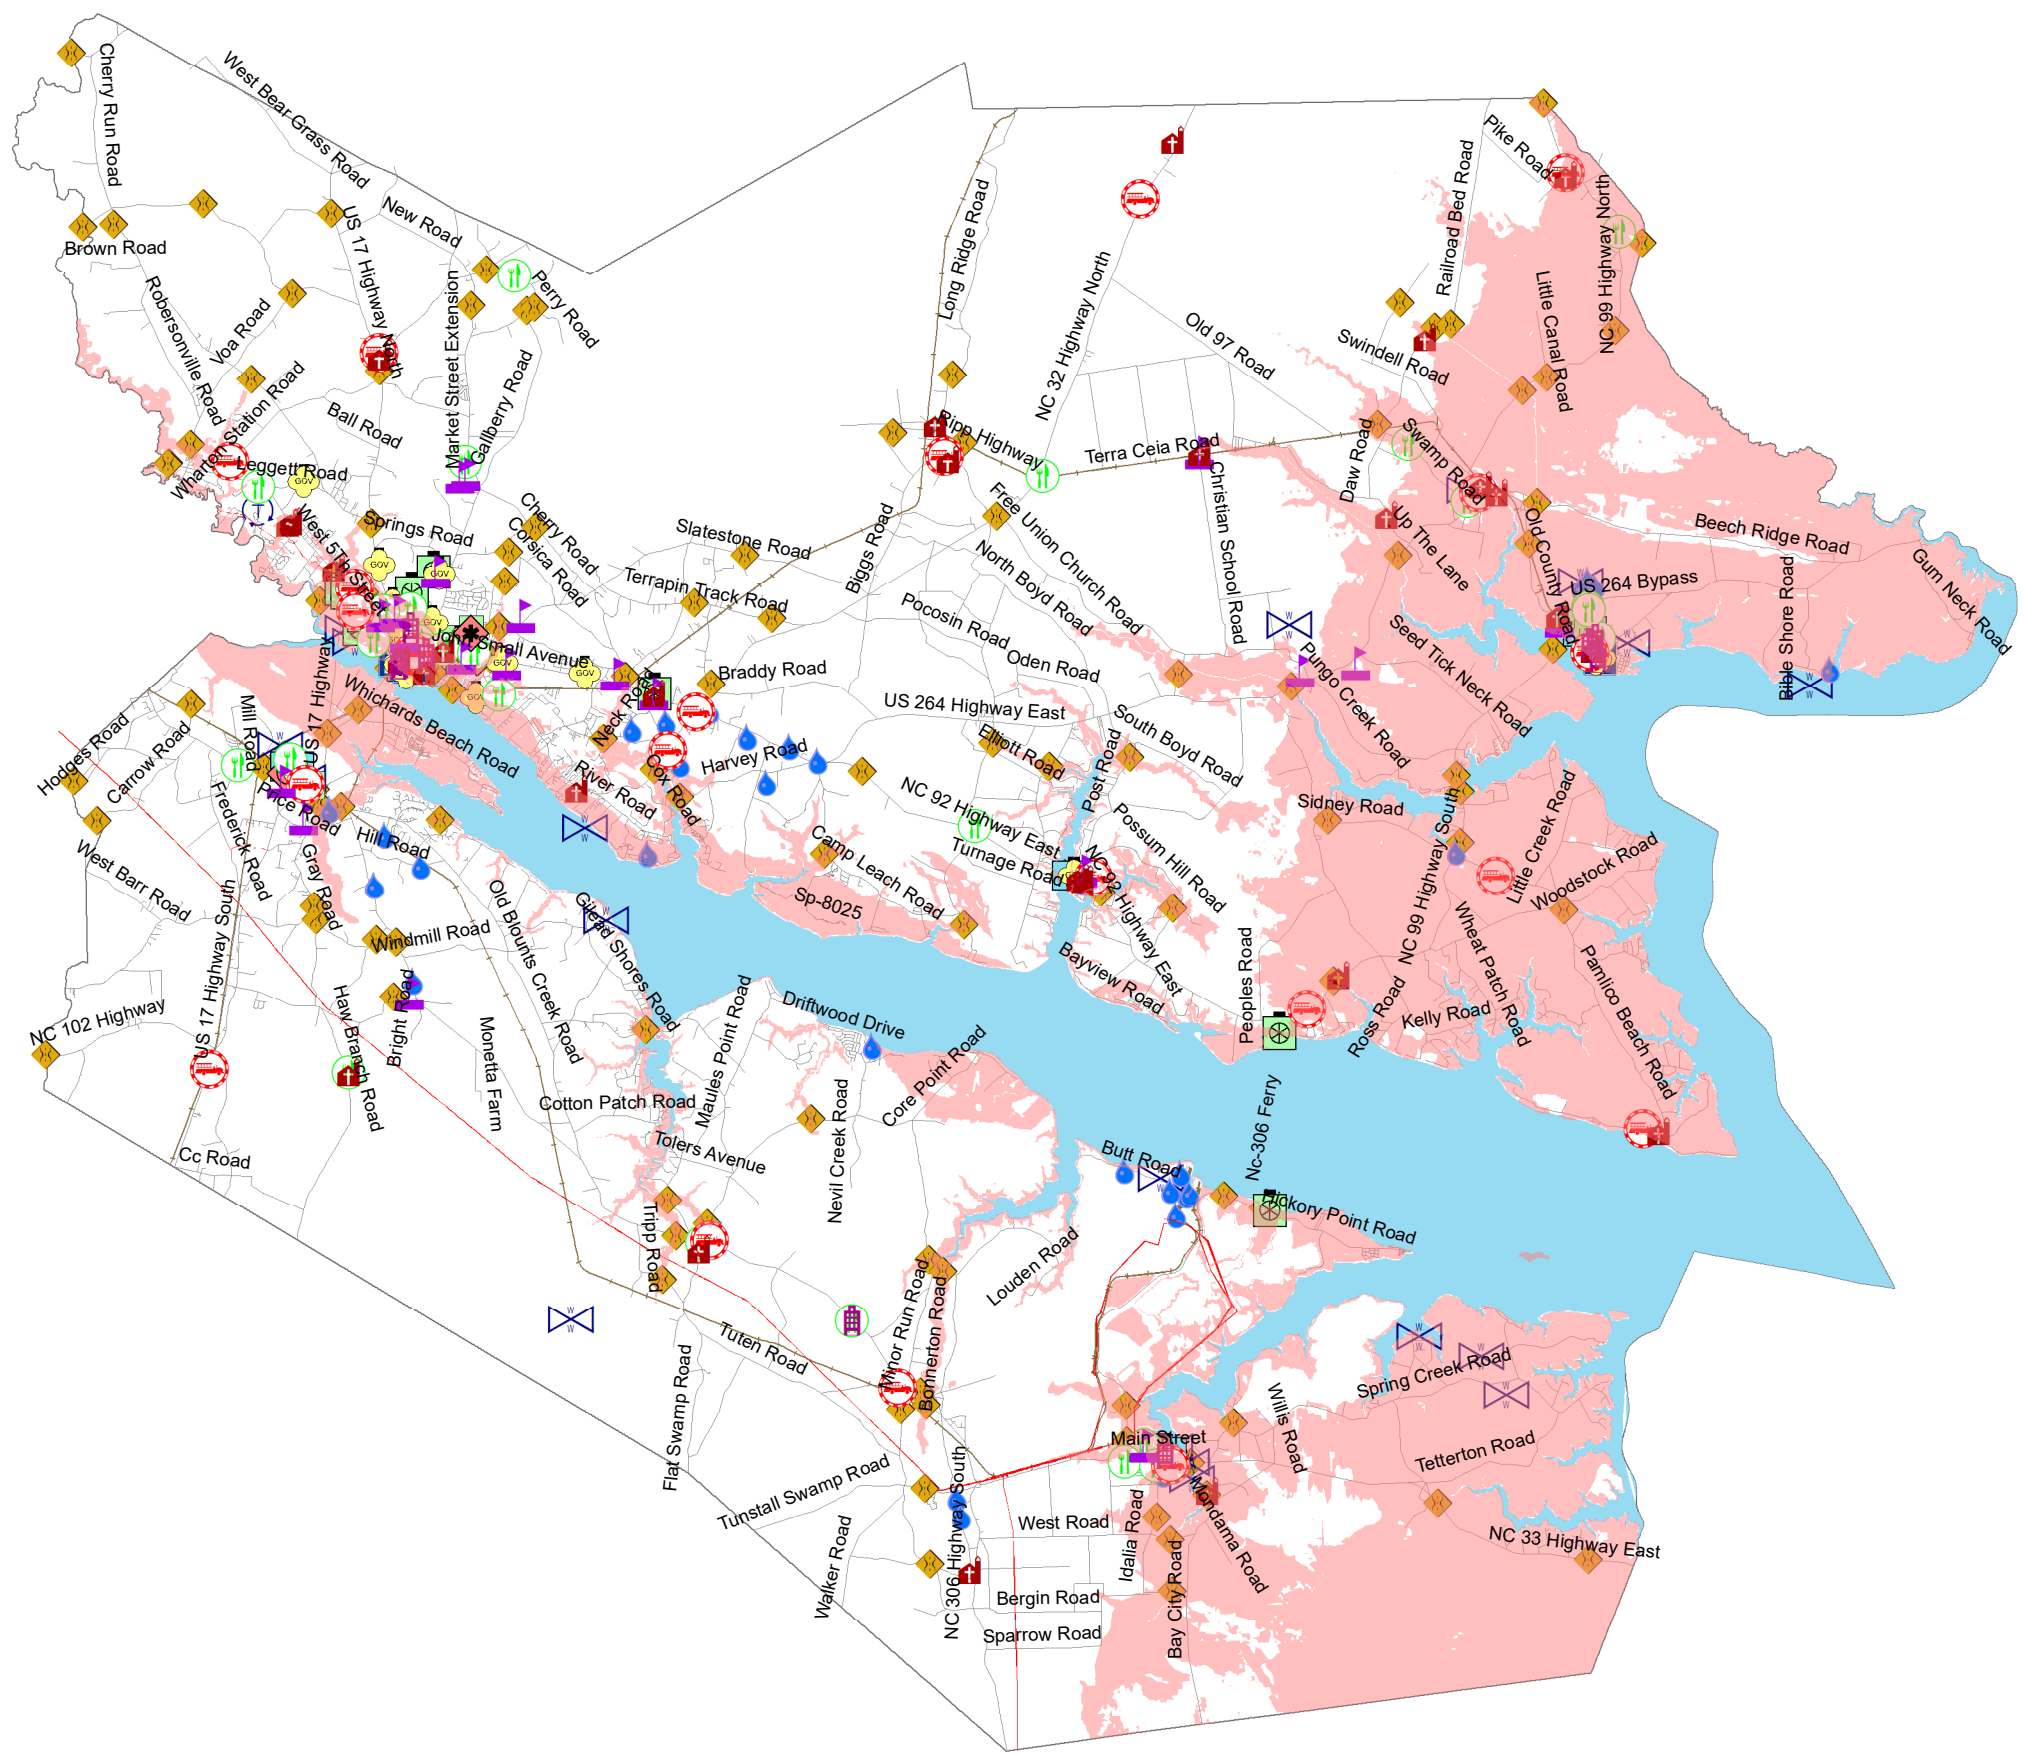 Cherry Run Road
West Bear Grass Road
Pike Road
Railroad Bed Road
NC 99 Highway North
Long Ridge Road
New Road
US 17 Highway North
Brown Road
NC 32 Highway North
Perry Road
Little Canal Road
Robersonville Road
Voa Road
Market Street Extension
Old 97 Road
Swindell Road
Gallberry Road
Ball Road
Wharton Station Road
Ripp Highway
Terra Ceia Road
Swamp Road
Daw Road
Leggett Road
GOV
T
Christian School Road
Free Union Church Road
Cherry Road
Corsica Road
West 5Th Street
Springs Road
Slatestone Road
Biggs Road
Up The Lane
Old County Road
Beech Ridge Road
Gum Neck Road
North Boyd Road
GOV
GOV
Terrapin Track Road
US 264 Bypass
Pocosin Road
Seed Tick Neck Road
Bible Shore Road
GOV
John Small Avenue
GOV
GOV
Braddy Road
Oden Road
Pungo Creek Road
US 17 Highway
Whichards Beach Road
Neck Road
US 264 Highway East
South Boyd Road
Mill Road
Hodges Road
Carrow Road
Elliott Road
Post Road
Harvey Road
Cox Road
River Road
Price Road
Frederick Road
NC 92 Highway East
Possum Hill Road
Sidney Road
NC 99 Highway South
Little Creek Road
Woodstock Road
Hill Road
Camp Leach Road
Turnage Road
NC 92 Highway East
West Barr Road
Gray Road
Old Blounts Creek Road
Gilead Shores Road
Sp-8025
Windmill Road
US 17 Highway South
Wheat Patch Road
Pamlico Beach Road
Peoples Road
Bayview Road
Ross Road
Kelly Road
Driftwood Drive
Maules Point Road
NC 102 Highway
Haw Branch Road
Bright Road
Monetta Farm
Core Point Road
Cotton Patch Road
Nevil Creek Road
Nc-306 Ferry
Tolers Avenue
Cc Road
Butt Road
Hickory Point Road
Tripp Road
Louden Road
Minor Run Road
Bonnerton Road
Tuten Road
Flat Swamp Road
Spring Creek Road
Willis Road
Main Street
Tetterton Road
Tunstall Swamp Road
NC 306 Highway South
Idalia Road
Mondama Road
West Road
NC 33 Highway East
Walker Road
Bergin Road
Bay City Road
Sparrow Road